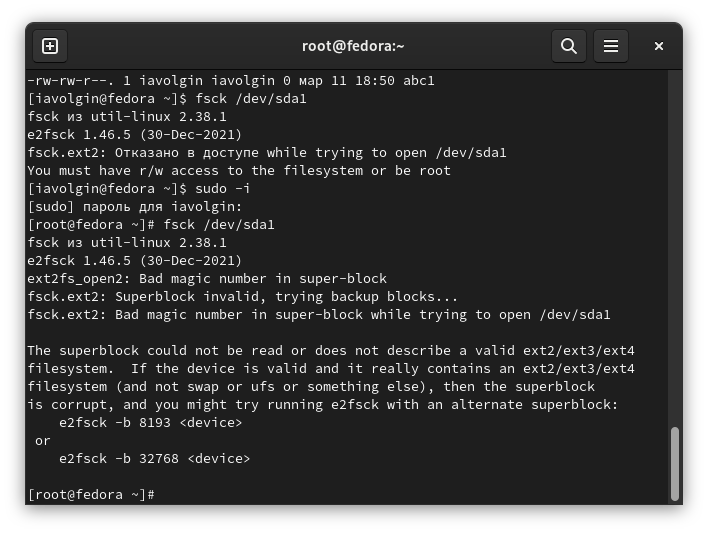 root@fedora:~
-rw-rw-r--. 1 iavolgin iavolgin 0 мар 11 18:50 abc1
[iavolgin@fedora ~]$ fsck /dev/sda1
fsck из util-linux 2.38.1
e2fsck 1.46.5 (30-Dec-2021)
fsck.ext2: Отказано в доступе while trying to open /dev/sda1
You must have r/w access to the filesystem or be root
[iavolgin@fedora ~]$ sudo -i
[sudo] пароль для iavolgin:
[root@fedora ~]# fsck /dev/sda1
fsck из util-linux 2.38.1
e2fsck 1.46.5 (30-Dec-2021)
ext2fs_open2: Bad magic number in super-block
fsck.ext2: Superblock invalid, trying backup blocks...
fsck.ext2: Bad magic number in super-block while trying to open /dev/sda1

The superblock could not be read or does not describe a valid ext2/ext3/ext4
filesystem.  If the device is valid and it really contains an ext2/ext3/ext4
filesystem (and not swap or ufs or something else), then the superblock
is corrupt, and you might try running e2fsck with an alternate superblock:
    e2fsck -b 8193 <device>
 or
    e2fsck -b 32768 <device>

[root@fedora ~]#